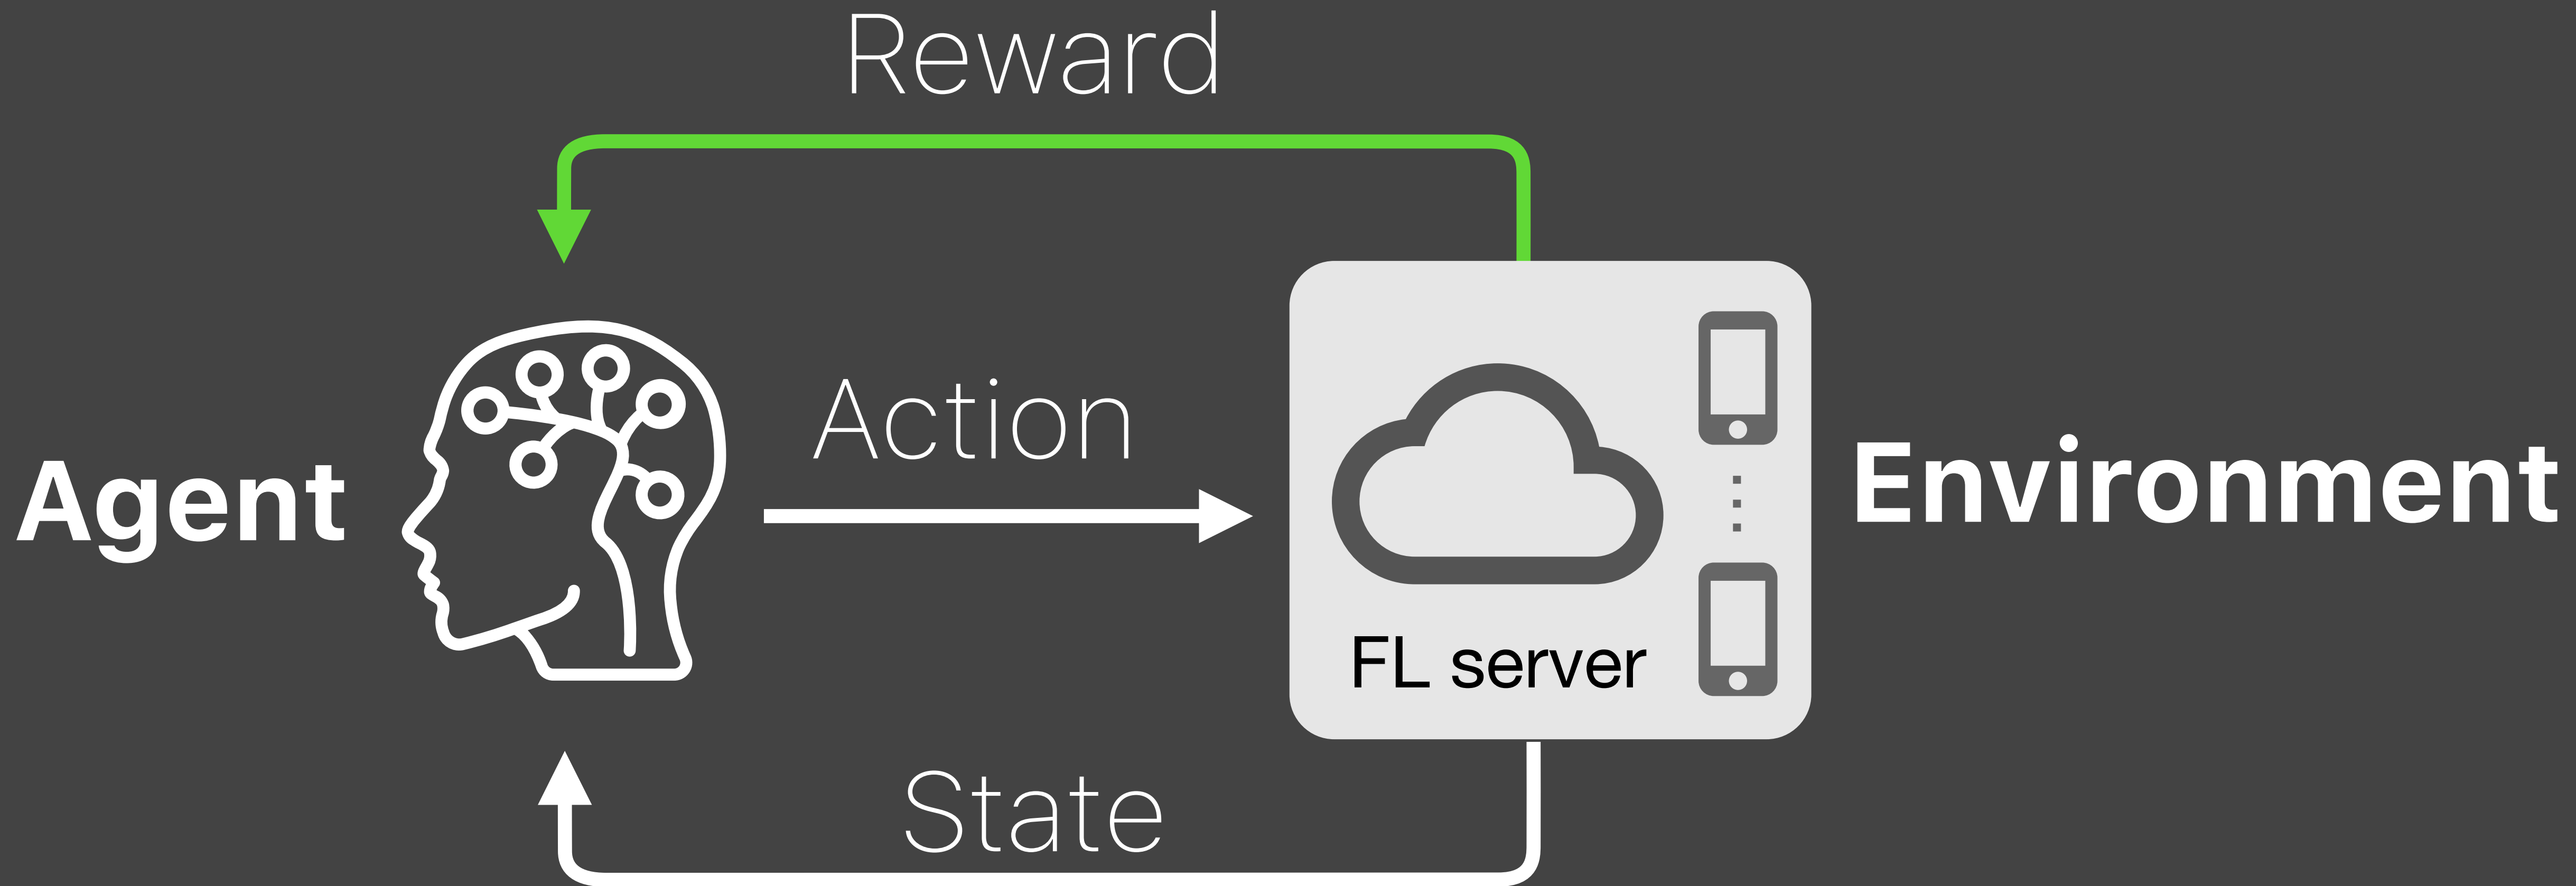 Reward
Action
Agent
Environment
FL server
State